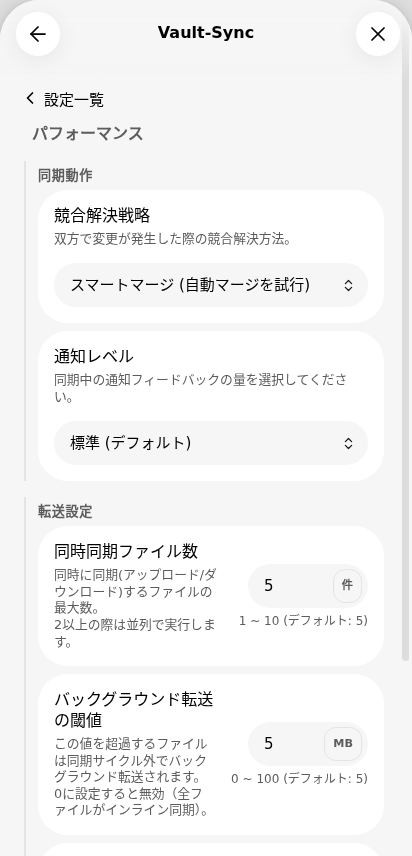 Vault-Sync
設定一覧
パフォーマンス
同期動作
競合解決戦略
双方で変更が発生した際の競合解決方法。
スマートマージ (自動マージを試行)
通知レベル
同期中の通知フィードバックの量を選択してくださ
い。
標準 (デフォルト)
転送設定
同時同期ファイル数
同時に同期(アップロード/ダ
ウンロード)するファイルの
最大数。
2以上の際は並列で実行しま
す。
5
件
1 ~ 10 (デフォルト: 5)
バックグラウンド転送
の閾値
この値を超過するファイル
は同期サイクル外でバック
グラウンド転送されます。
0に設定すると無効（全フ
ァイルがインライン同期）。
5
MB
0 ~ 100 (デフォルト: 5)